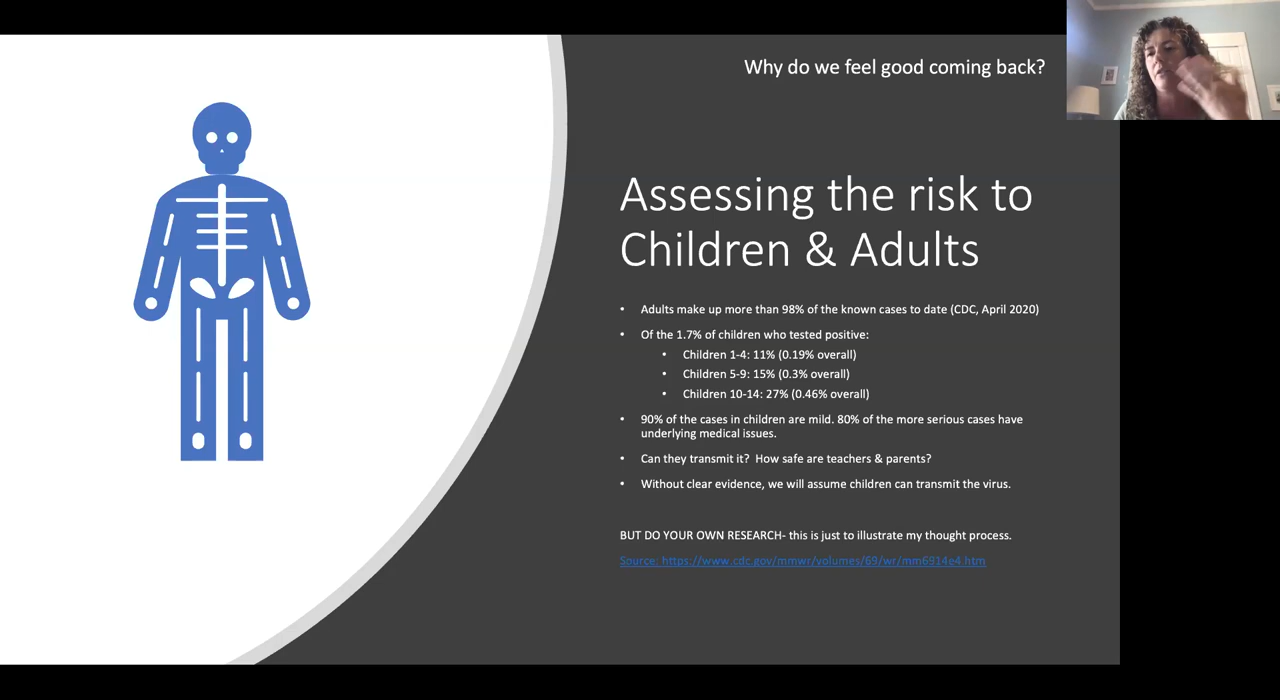 Why do we feel good coming back?
Assessing the risk to
Children & Adults
• Adults make up more than 98% of the known cases to date (CDC, April 2020)
• Of the 1.7% of children who tested positive:
• Children 1-4: 11% (0.19% overall)
• Children 5-9: 15% (0.3% overall)
• Children 10-14: 27% (0.46% overall)
• 90% of the cases in children are mild. 80% of the more serious cases have
underlying medical issues.
• Can they transmit it?  How safe are teachers & parents?
• Without clear evidence, we will assume children can transmit the virus.
BUT DO YOUR OWN RESEARCH- this is just to illustrate my thought process.
Source: https://www.cdc.gov/mmwr/volumes/69/wr/mm6914e4.htm